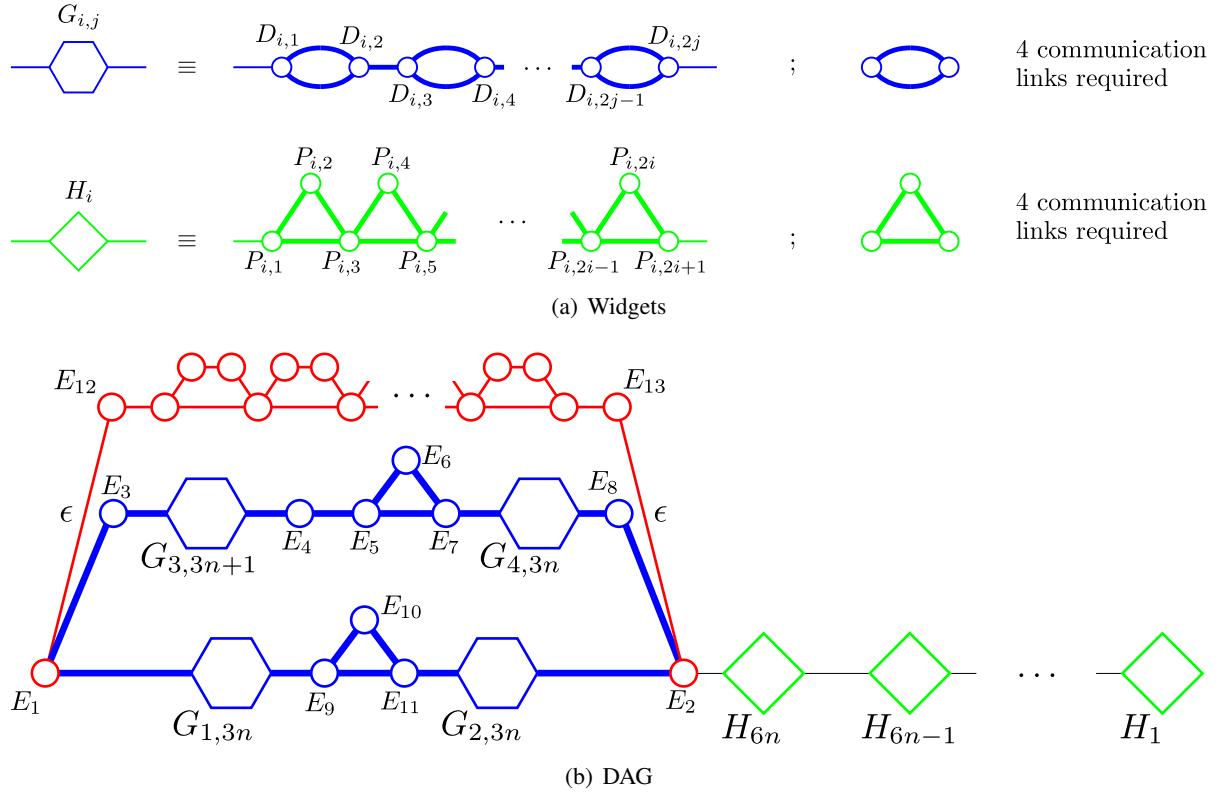 G_{i,j}
≡
D_{i,1} D_{i,2} ⋯ D_{i,2j}
D_{i,3} D_{i,4} D_{i,2j−1}
;
4 communication
links required
P_{i,2} P_{i,4} P_{i,2i}
H_i
≡
⋯
P_{i,1} P_{i,3} P_{i,5} P_{i,2i−1} P_{i,2i+1}
;
4 communication
links required
(a) Widgets
E_{12} ⋯ E_{13}
E_6
ϵ E_3 E_8 ϵ
G_{3,3n+1} E_4 E_5 E_7 G_{4,3n}
E_{10}
E_1 G_{1,3n} E_9 E_{11} G_{2,3n} E_2 H_{6n} H_{6n−1} ⋯ H_1
(b) DAG